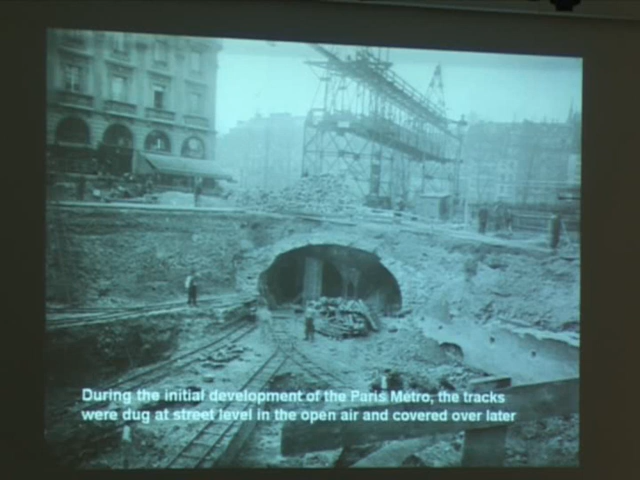 During the initial development of the Paris Métro, the tracks
were dug at street level in the open air and covered over later